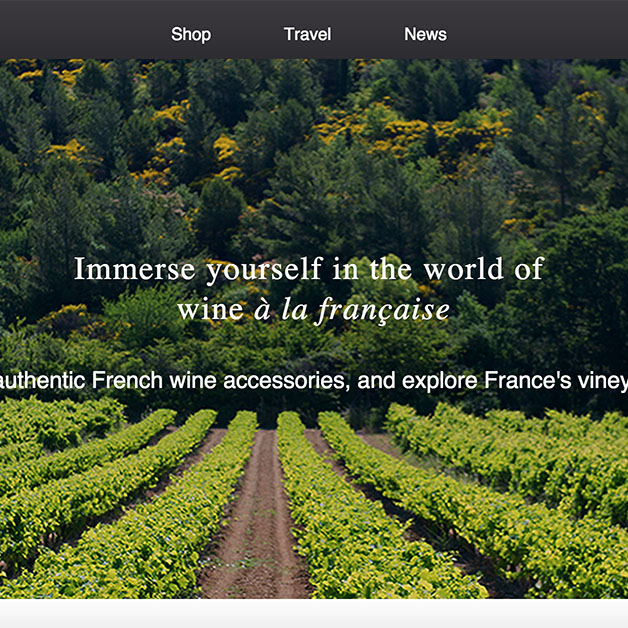 Shop Travel News
Immerse yourself in the world of
wine à la française
authentic French wine accessories, and explore France's